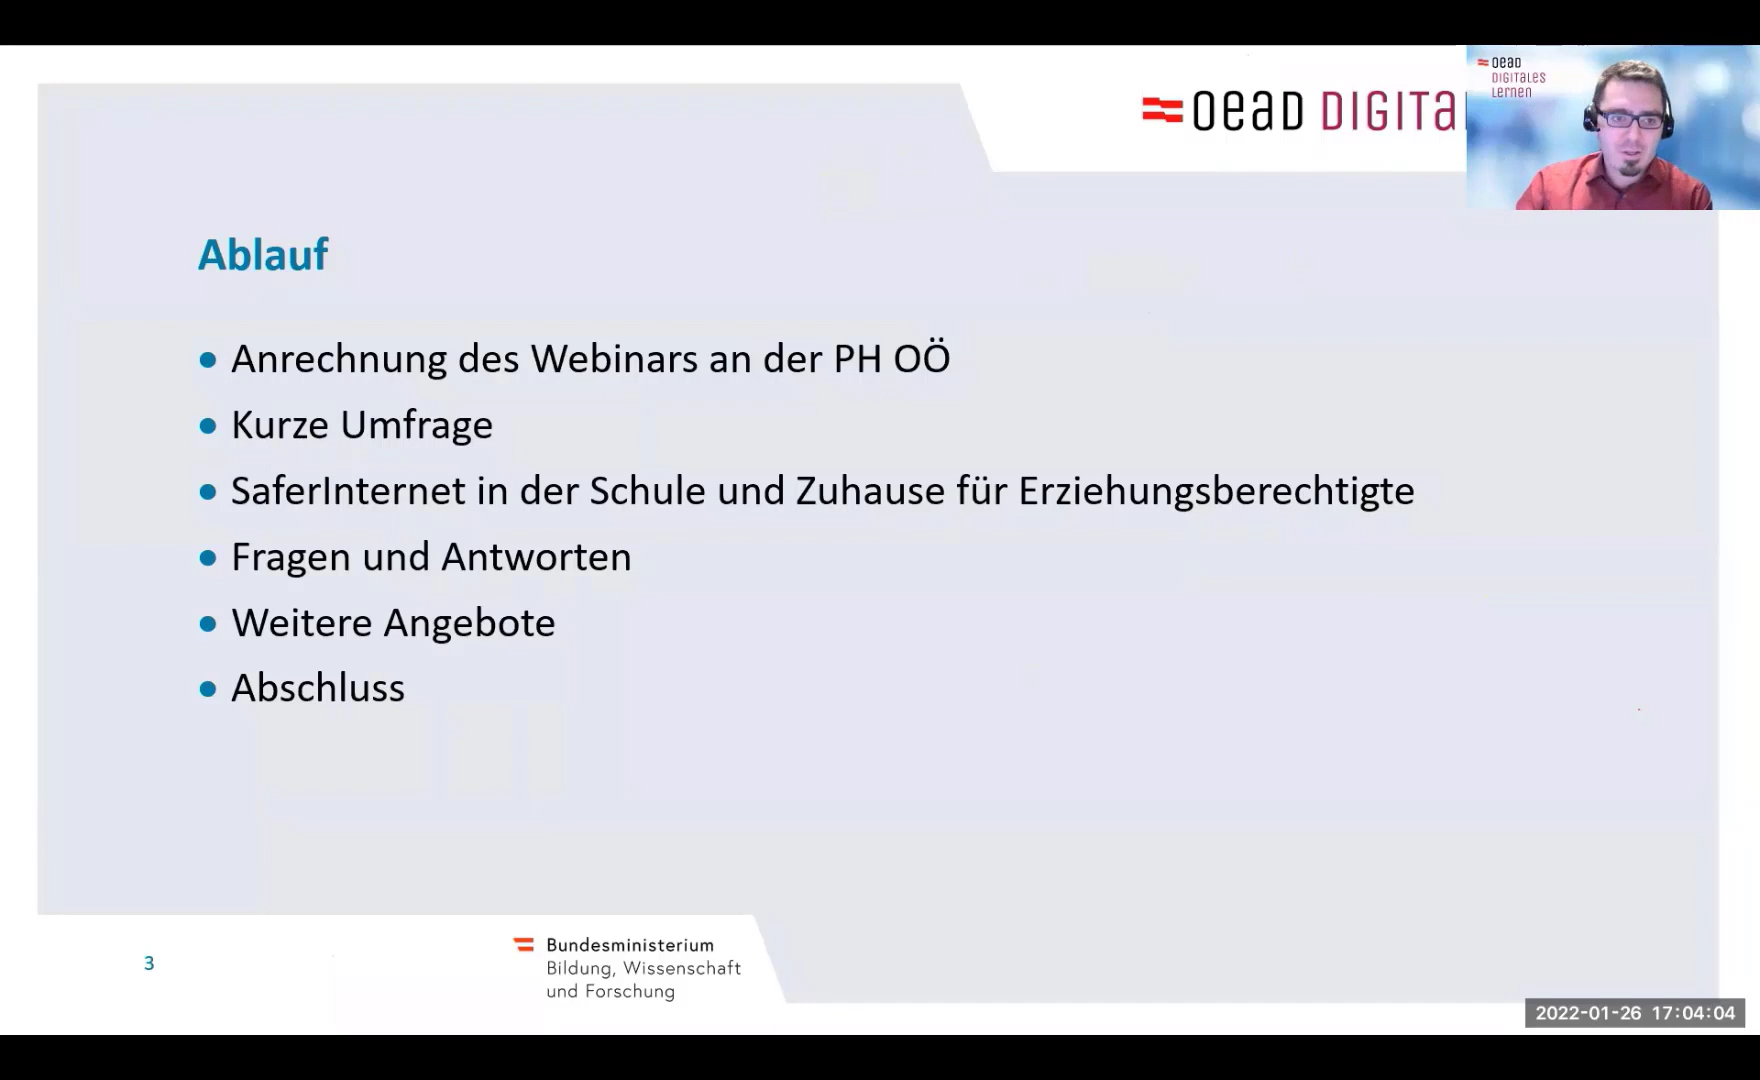 oead DIGITa
oead
DIGITALES
Lernen
Ablauf
• Anrechnung des Webinars an der PH OÖ
• Kurze Umfrage
• SaferInternet in der Schule und Zuhause für Erziehungsberechtigte
• Fragen und Antworten
• Weitere Angebote
• Abschluss
3
Bundesministerium
Bildung, Wissenschaft
und Forschung
2022-01-26 17:04:04